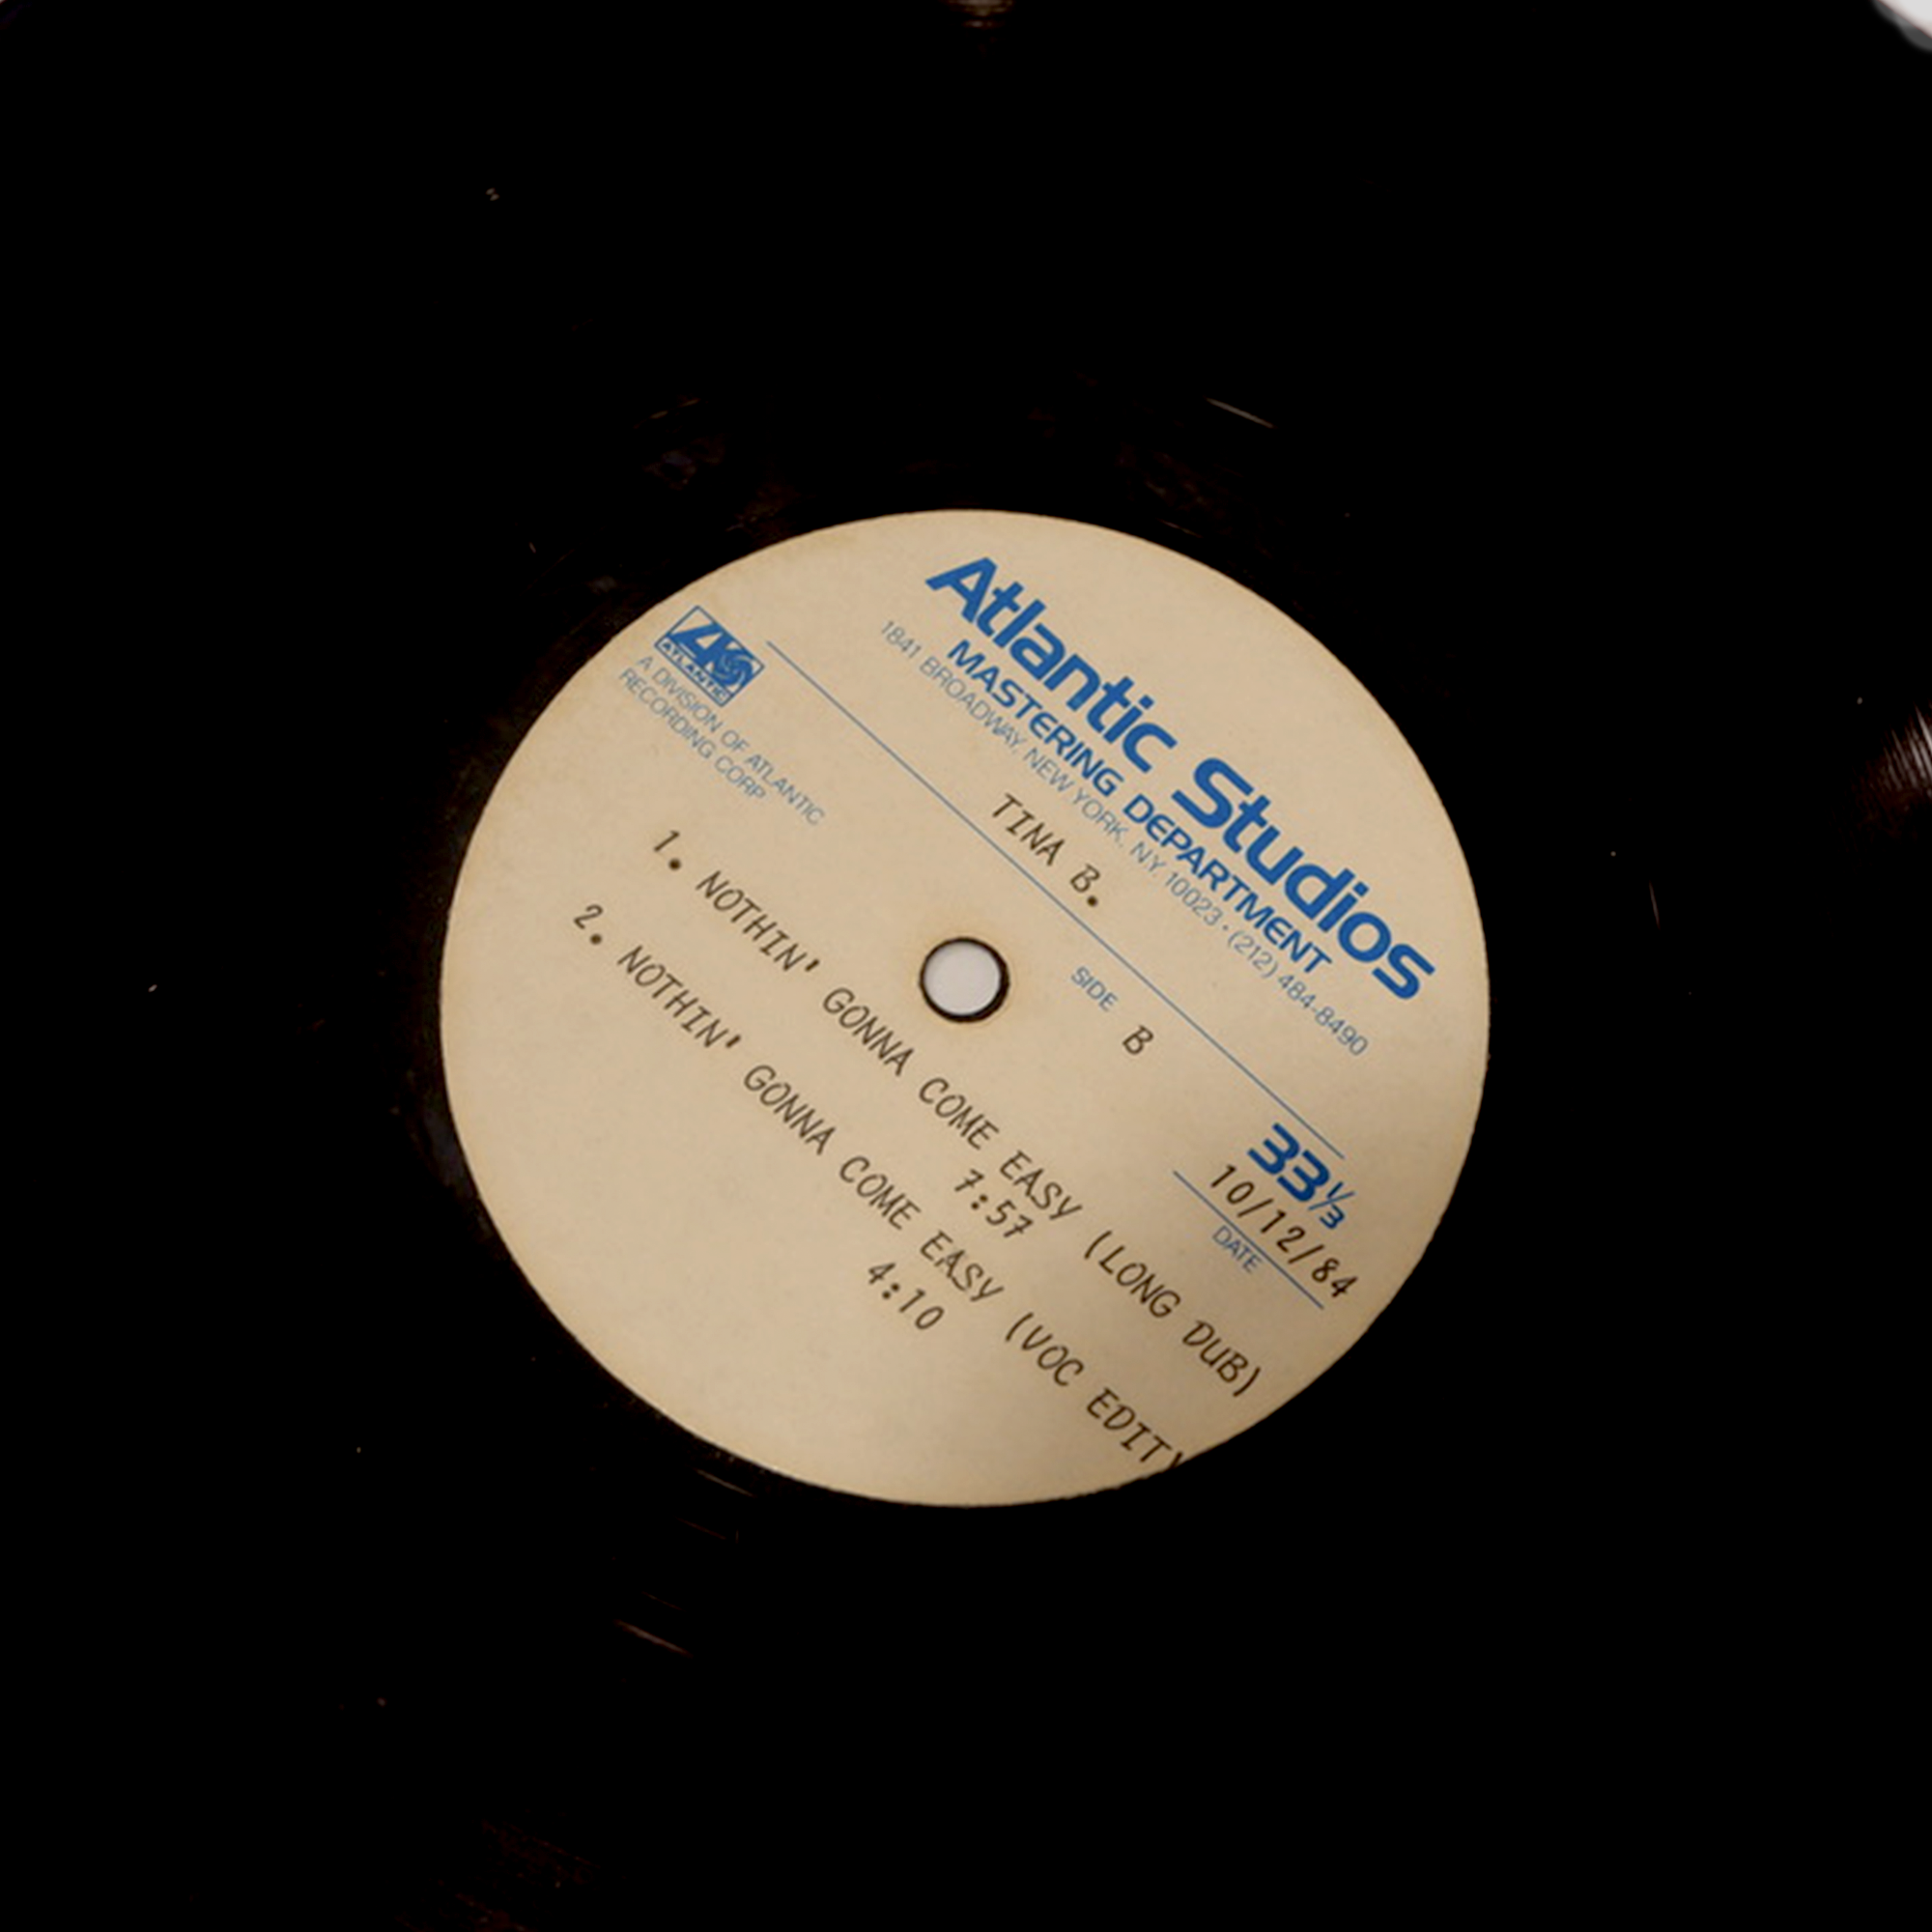 Atlantic Studios
MASTERING DEPARTMENT
1841 BROADWAY, NEW YORK, NY 10023 • (212) 484-8490
ATLANTIC
A DIVISION OF ATLANTIC
RECORDING CORP
TINA B.
SIDE B
33⅓
10/12/84
DATE
1. NOTHIN' GONNA COME EASY (LONG DUB)
7:57
2. NOTHIN' GONNA COME EASY (VOC EDIT)
4:10